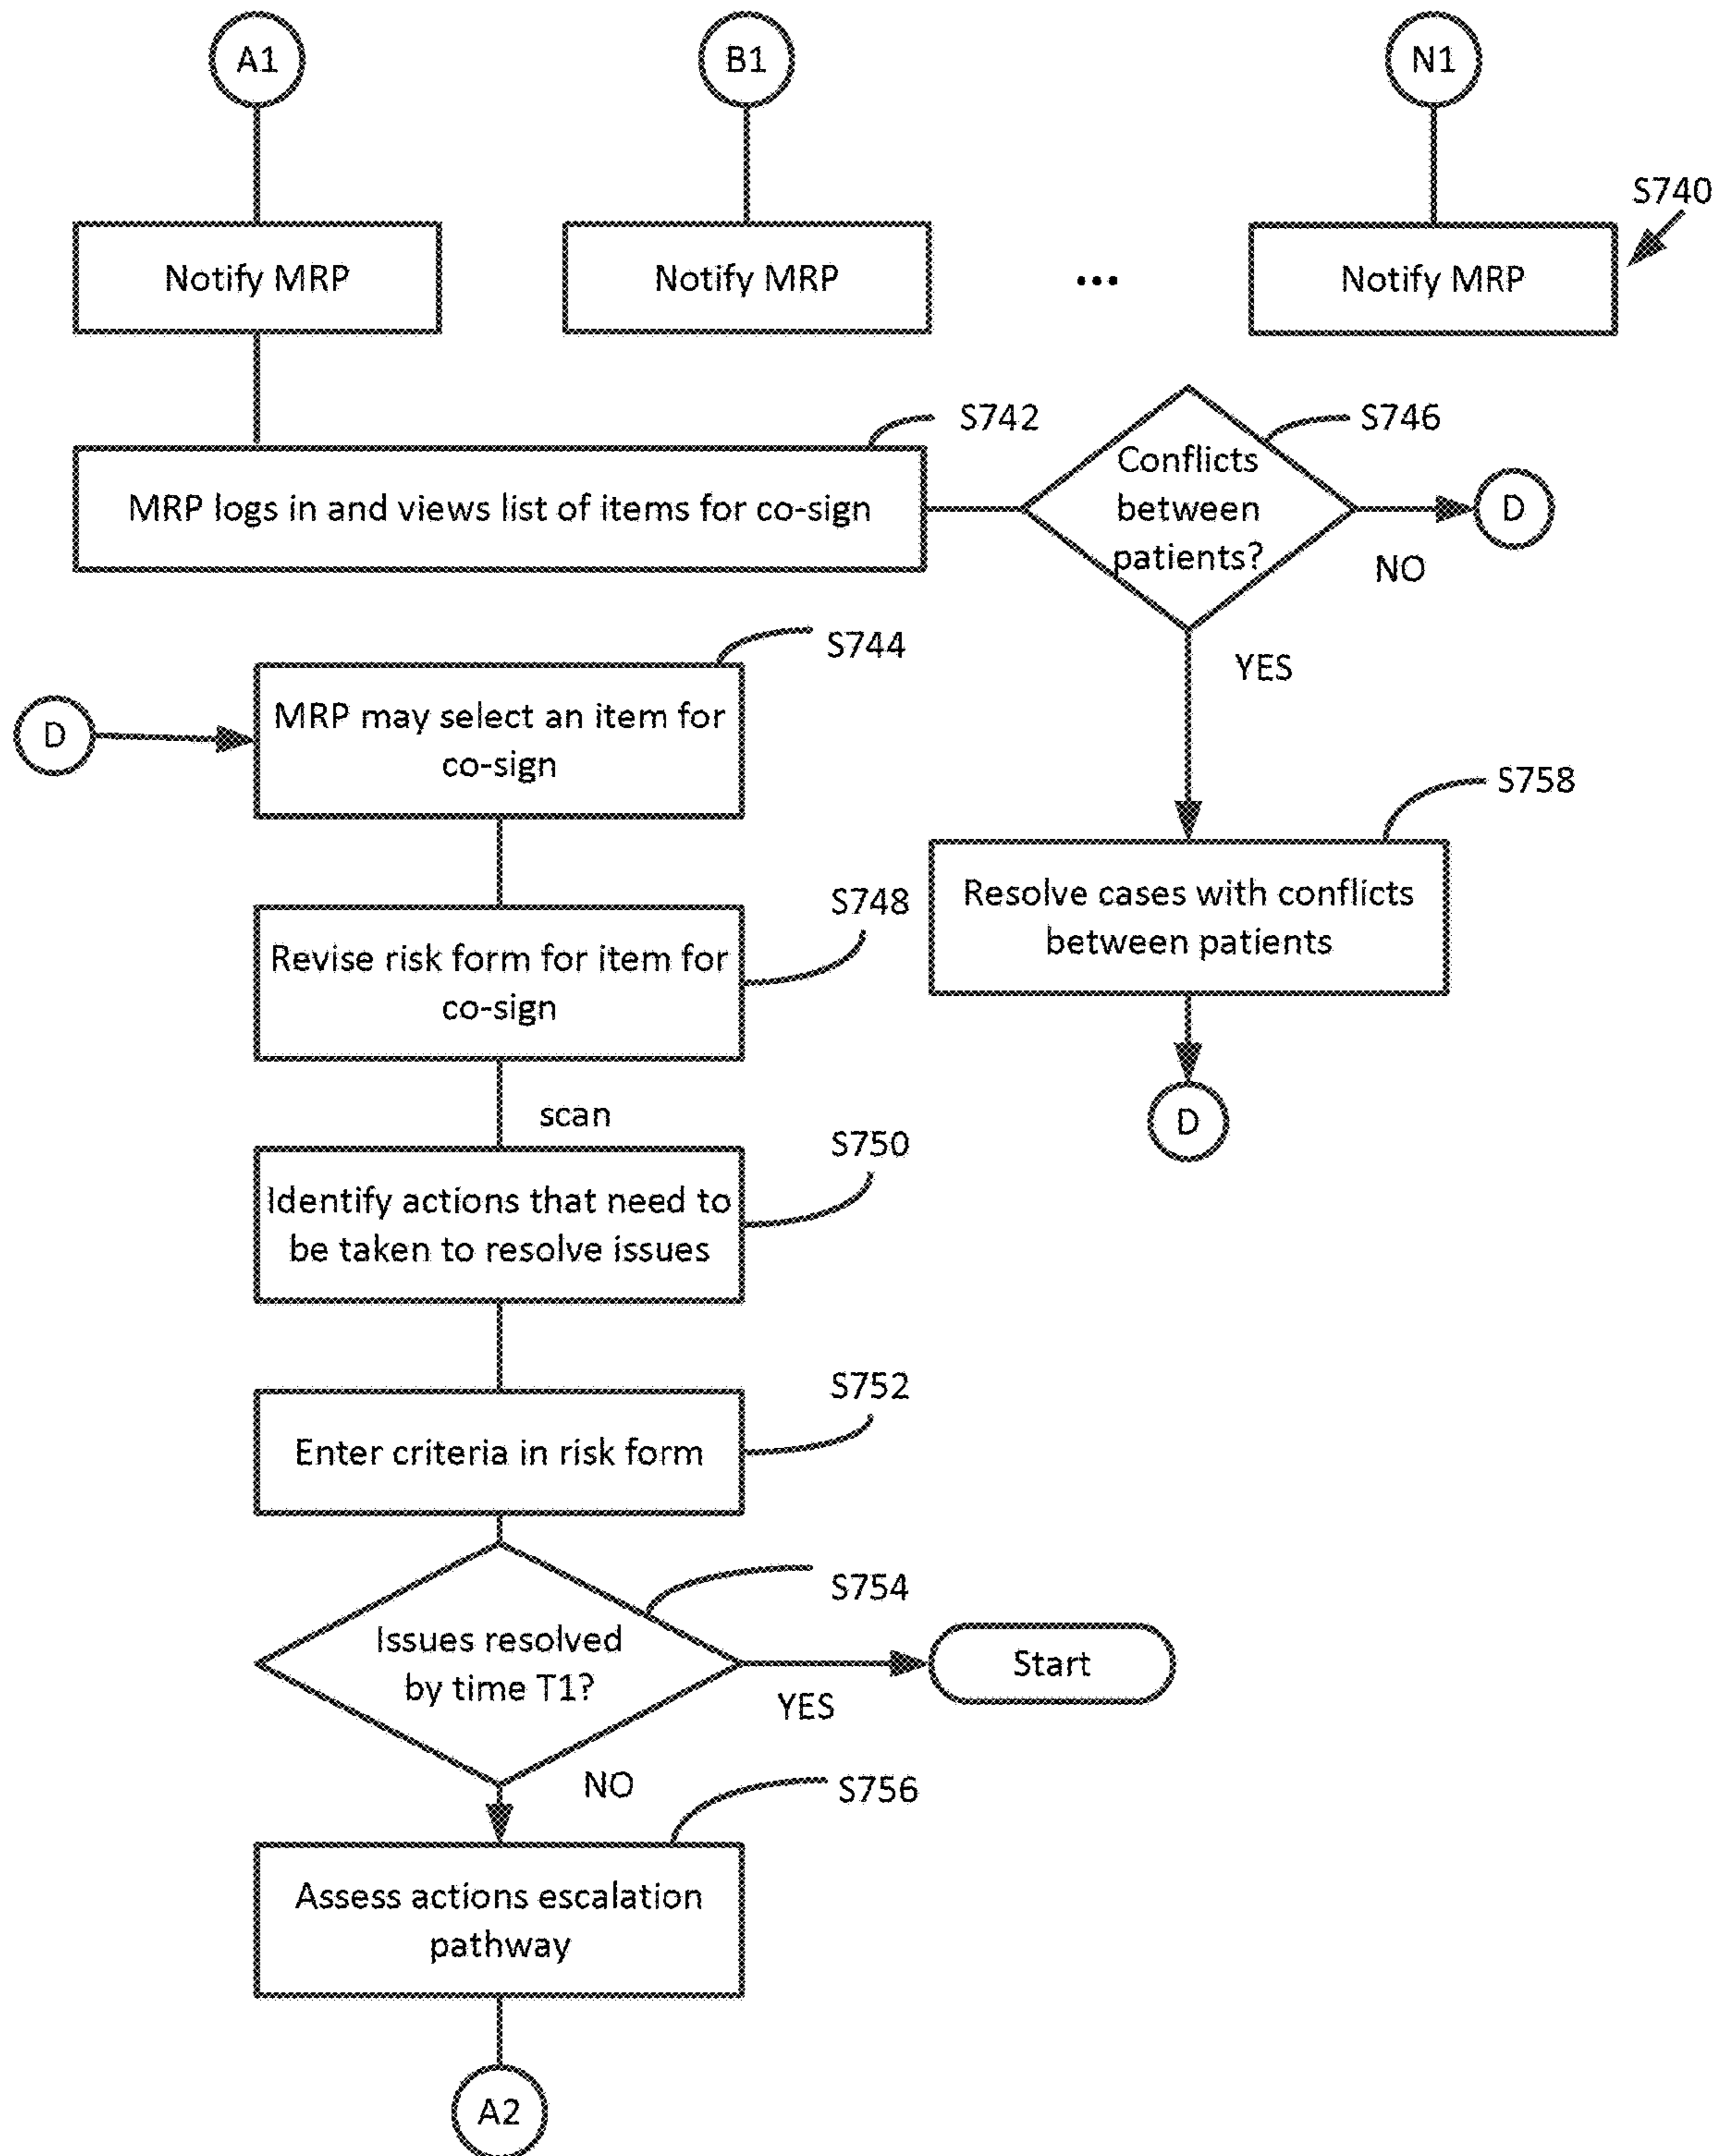 A1
B1
N1
S740
Notify MRP
Notify MRP
...
Notify MRP
S742
S746
MRP logs in and views list of items for co-sign
Conflicts
between
patients?
D
NO
YES
S744
D
MRP may select an item for
co-sign
S758
Resolve cases with conflicts
between patients
S748
Revise risk form for item for
co-sign
scan
D
S750
Identify actions that need to
be taken to resolve issues
S752
Enter criteria in risk form
S754
Issues resolved
by time T1?
Start
YES
NO
S756
Assess actions escalation
pathway
A2